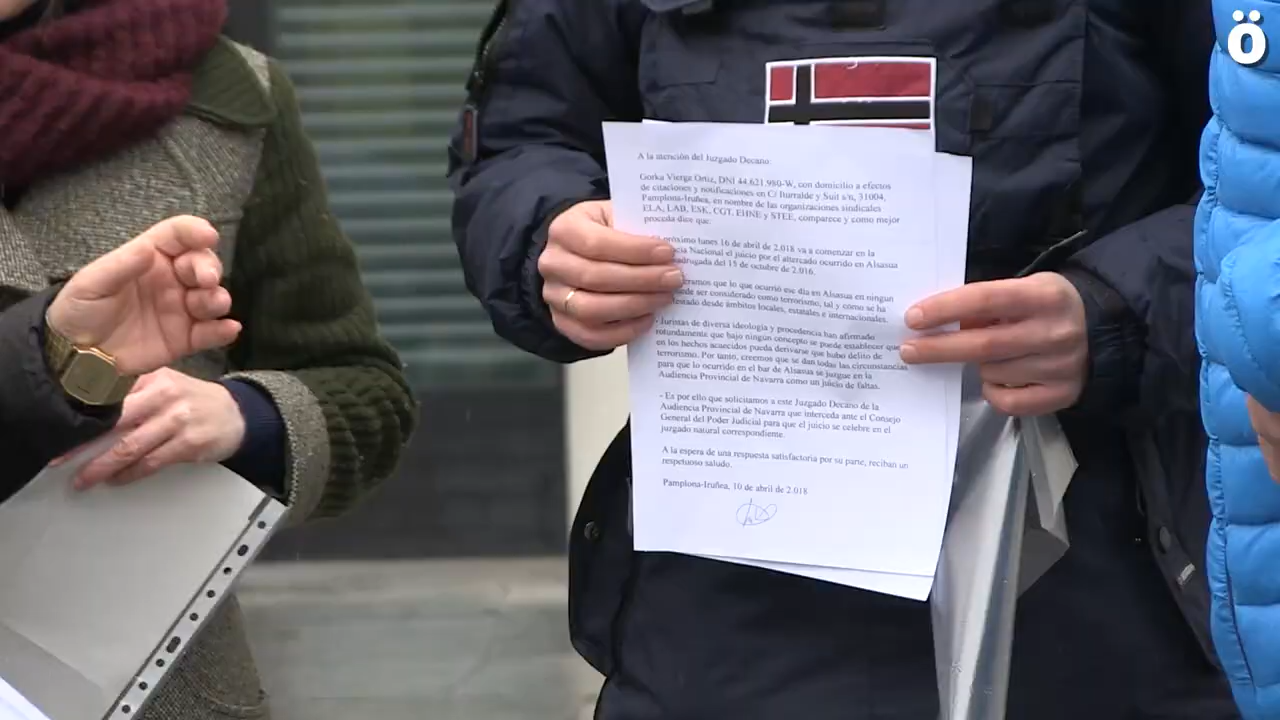 ö
A la atención del Juzgado Decano:
Gorka Vierge Ortiz, DNI 44.621.980-W, con domicilio a efectos
de citaciones y notificaciones en C/ Iturralde y Suit s/n, 31004,
Pamplona-Iruñea, en nombre de las organizaciones sindicales
ELA, LAB, ESK, CGT, EHNE y STEE, comparece y como mejor
proceda dice que:
próximo lunes 16 de abril de 2.018 va a comenzar en la
Nacional el juicio por el altercado ocurrido en Alsasua
madrugada del 15 de octubre de 2.016.
que lo que ocurrió ese día en Alsasua en ningún
ser considerado como terrorismo, tal y como se ha
desde ámbitos locales, estatales e internacionales.
- Juristas de diversa ideología y procedencia han afirmado
rotundamente que bajo ningún concepto se puede establecer que
en los hechos acaecidos pueda derivarse que hubo delito de
terrorismo. Por tanto, creemos que se dan todas las circunstancias
para que lo ocurrido en el bar de Alsasua se juzgue en la
Audiencia Provincial de Navarra como un juicio de faltas.
- Es por ello que solicitamos a este Juzgado Decano de la
Audiencia Provincial de Navarra que interceda ante el Consejo
General del Poder Judicial para que el juicio se celebre en el
juzgado natural correspondiente.
A la espera de una respuesta satisfactoria por su parte, reciban un
respetuoso saludo.
Pamplona-Iruñea, 10 de abril de 2.018